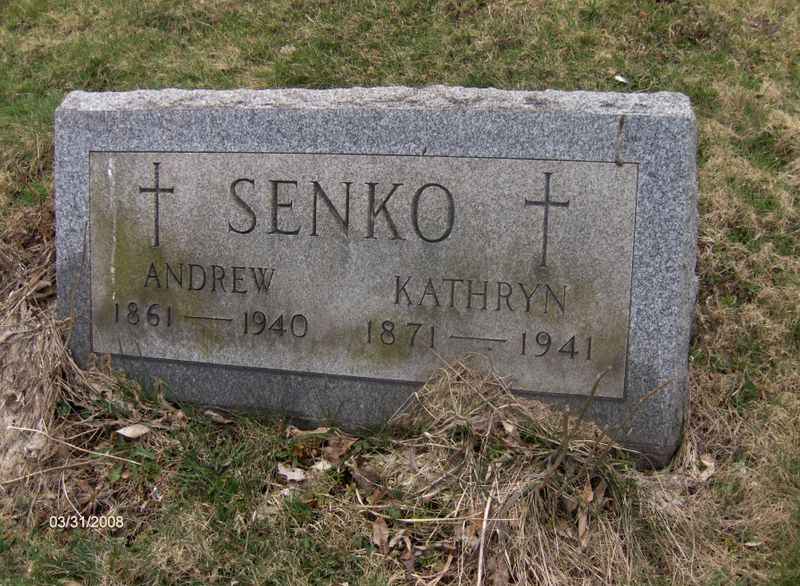 SENKO
ANDREW KATHRYN
1861 — 1940 1871 — 1941
03/31/2008